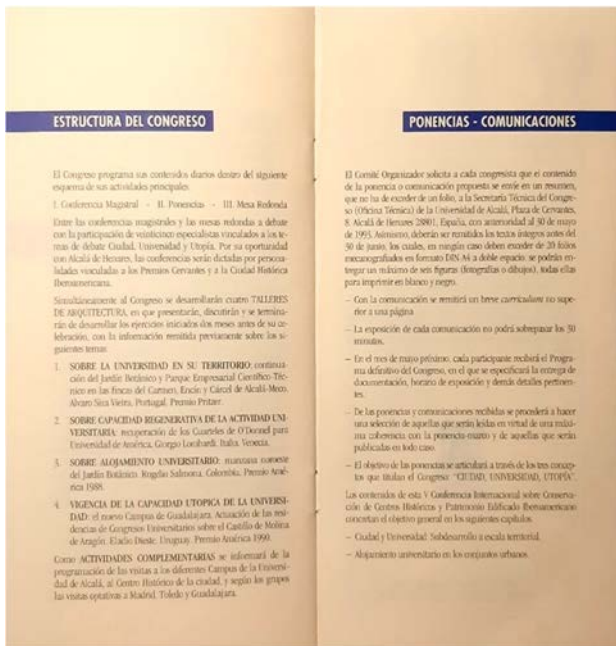 ESTRUCTURA DEL CONGRESO
El Congreso programa sus contenidos diarios dentro del siguiente
esquema de sus actividades principales:
I. Conferencia Magistral - II. Ponencias - III. Mesa Redonda
Entre las conferencias magistrales y las mesas redondas a debate
con la participación de veinticinco especialistas vinculados a los te-
mas de debate Ciudad, Universidad y Utopía. Por su oportunidad
con Alcalá de Henares, las conferencias serán dictadas por persona-
lidades vinculadas a los Premios Cervantes y a la Ciudad Histórica
Iberoamericana.
Simultáneamente al Congreso se desarrollarán cuatro TALLERES
DE ARQUITECTURA, en que presentarán, discutirán y se termina-
rán de desarrollar los ejercicios iniciados dos meses antes de su ce-
lebración, con la información remitida previamente sobre los si-
guientes temas:
1. SOBRE LA UNIVERSIDAD EN SU TERRITORIO: continua-
ción del Jardín Botánico y Parque Empresarial Científico-Téc-
nico en las fincas del Carmen, Encín y Cárcel de Alcalá-Meco.
Alvaro Siza Vieira, Portugal. Premio Pritzer.
2. SOBRE CAPACIDAD REGENERATIVA DE LA ACTIVIDAD UNI-
VERSITARIA: recuperación de los Cuarteles de O'Donell para
Universidad de América. Giorgio Lombardi, Italia. Venecia.
3. SOBRE ALOJAMIENTO UNIVERSITARIO: manzana noroeste
del Jardín Botánico. Rogelio Salmona, Colombia. Premio Amé-
rica 1988.
4. VIGENCIA DE LA CAPACIDAD UTOPICA DE LA UNIVERSI-
DAD: el nuevo Campus de Guadalajara. Actuación de las resi-
dencias de Congresos Universitarios sobre el Castillo de Molina
de Aragón. Eladio Dieste. Uruguay. Premio América 1990.
Como ACTIVIDADES COMPLEMENTARIAS se informará de la
programación de las visitas a los diferentes Campus de la Universi-
dad de Alcalá, al Centro Histórico de la ciudad, y según los grupos
las visitas optativas a Madrid, Toledo y Guadalajara.
PONENCIAS - COMUNICACIONES
El Comité Organizador solicita a cada congresista que el contenido
de la ponencia o comunicación propuesta se envíe en un resumen,
que no ha de exceder de un folio, a la Secretaría Técnica del Congre-
so (Oficina Técnica) de la Universidad de Alcalá, Plaza de Cervantes,
8. Alcalá de Henares 28801, España, con anterioridad al 30 de mayo
de 1993. Asimismo, deberán ser remitidos los textos íntegros antes del
30 de junio, los cuales, en ningún caso deben exceder de 20 folios
mecanografiados en formato DIN A4 a doble espacio. se podrán en-
tregar un máximo de seis figuras (fotografías o dibujos), todas ellas
para imprimir en blanco y negro.
- Con la comunicación se remitirá un breve curriculum no supe-
rior a una página.
- La exposición de cada comunicación no podrá sobrepasar los 30
minutos.
- En el mes de mayo próximo, cada participante recibirá el Progra-
ma definitivo del Congreso, en el que se especificará la entrega de
documentación, horario de exposición y demás detalles pertinen-
tes.
- De las ponencias y comunicaciones recibidas se procederá a hacer
una selección de aquellas que serán leídas en virtud de una máxi-
ma coherencia con la ponencia-marco y de aquellas que serán
publicadas en todo caso.
- El objetivo de las ponencias se articulará a través de los tres concep-
tos que titulan el Congreso: "CIUDAD, UNIVERSIDAD, UTOPÍA".
Los contenidos de esta V Conferencia Internacional sobre Conserva-
ción de Centros Históricos y Patrimonio Edificado Iberoamericano
concretan el objetivo general en los siguientes capítulos.
- Ciudad y Universidad. Subdesarrollo a escala territorial.
- Alojamiento universitario en los conjuntos urbanos.